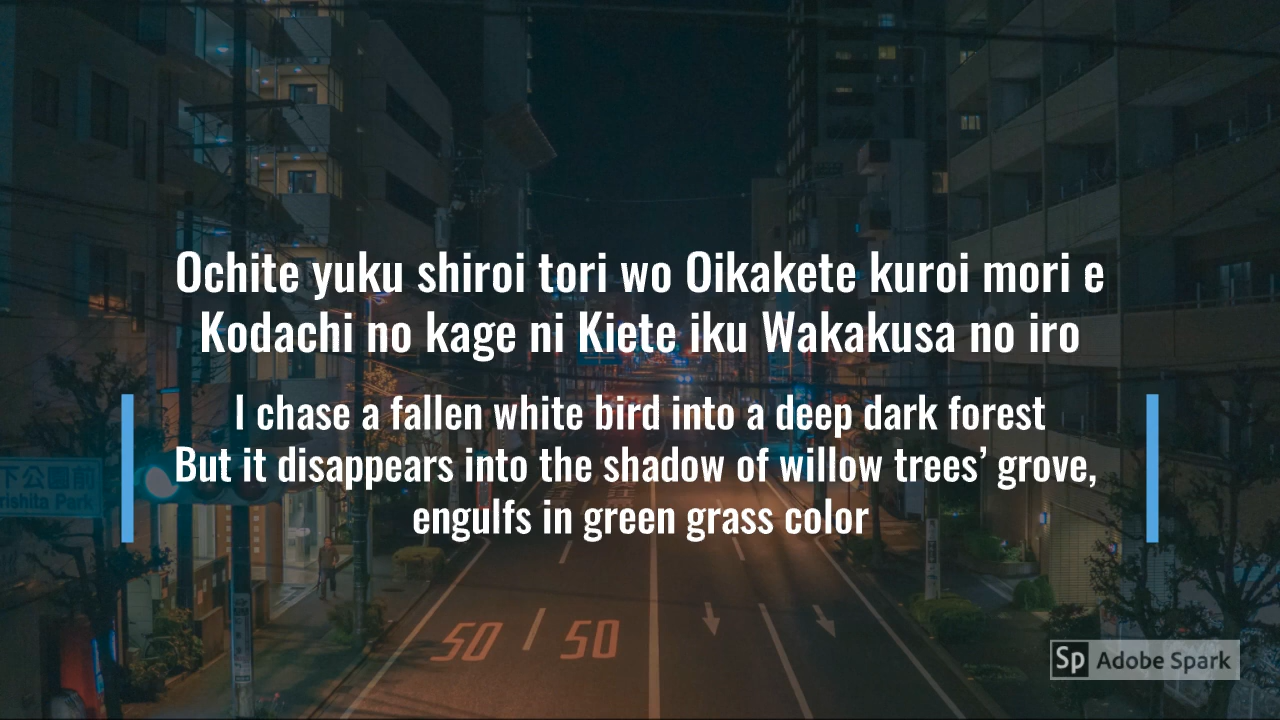 Ochite yuku shiroi tori wo Oikakete kuroi mori e
Kodachi no kage ni Kiete iku Wakakusa no iro
I chase a fallen white bird into a deep dark forest
But it disappears into the shadow of willow trees’ grove,
engulfs in green grass color
下公園前
rishita Park
50 50
Sp Adobe Spark